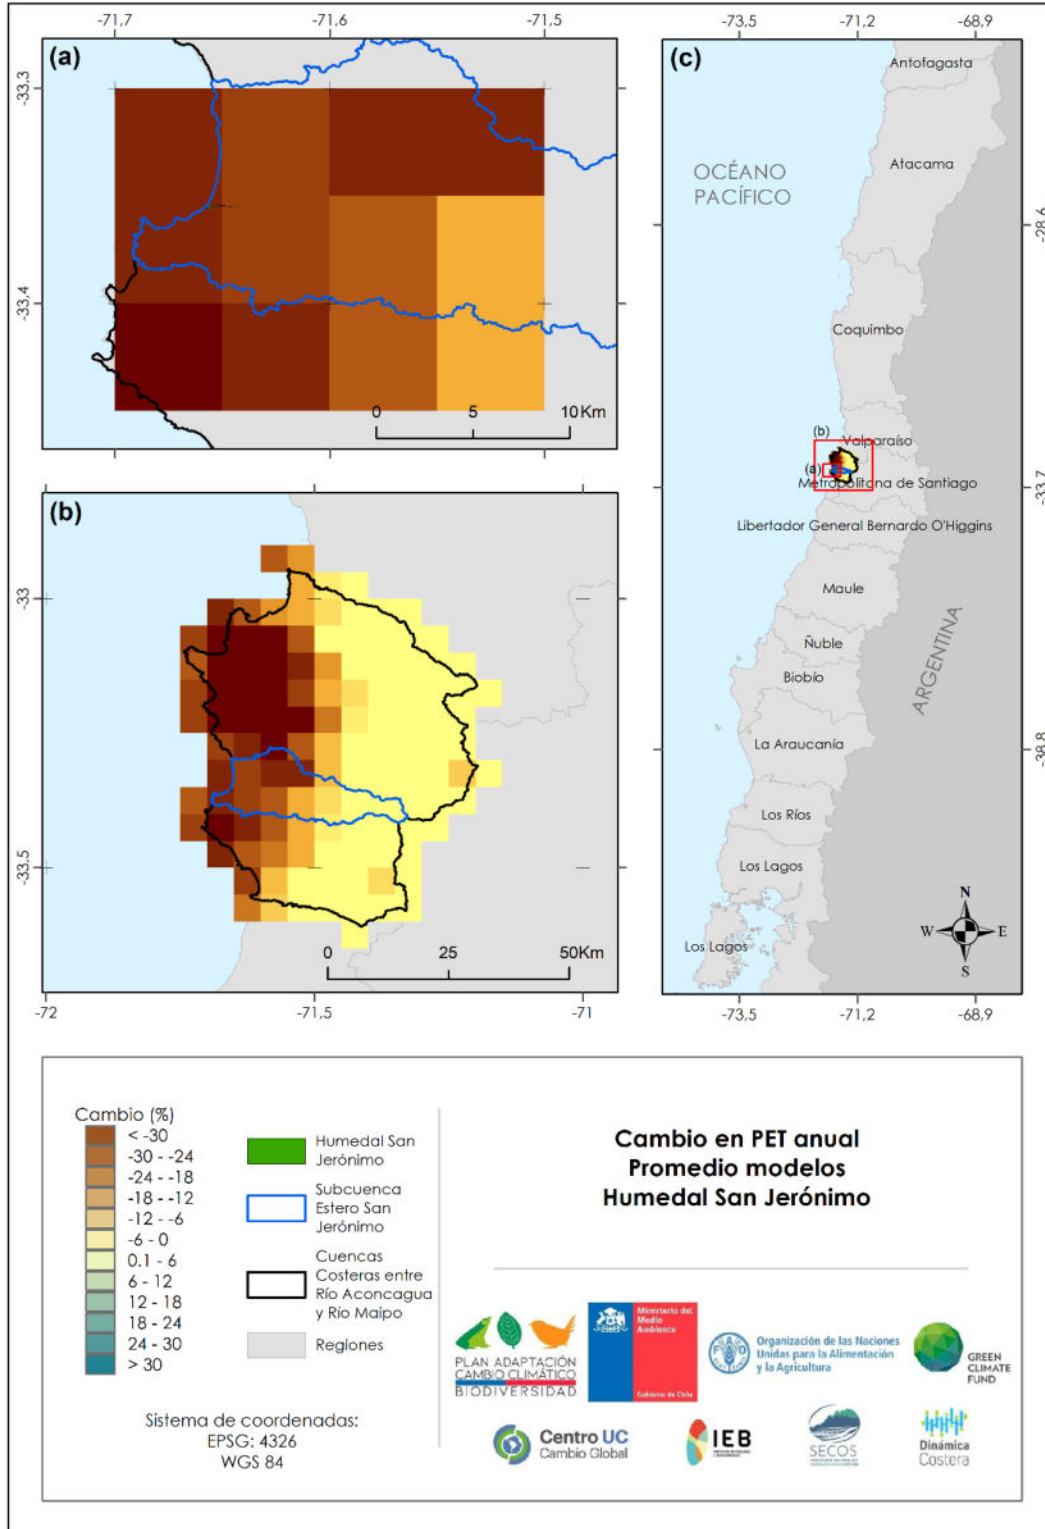 -71,7
-71,6
-71,5
-73,5
-71,2
-68,9
(a)
-33,3
-33,4
0
5
10Km
(b)
-33
-33,5
0
25
50Km
-72
-71,5
-71
(c)
Antofagasta
Atacama
OCÉANO
PACÍFICO
-28,6
Coquimbo
(b)
Valparaíso
(a)
-33,7
Metropolitana de Santiago
Libertador General Bernardo O'Higgins
Maule
Ñuble
Biobío
ARGENTINA
La Araucanía
-38,8
Los Ríos
Los Lagos
Los Lagos
N
W
E
S
-73,5
-71,2
-68,9
Cambio (%)
< -30
-30 - -24
-24 - -18
-18 - -12
-12 - -6
-6 - 0
0.1 - 6
6 - 12
12 - 18
18 - 24
24 - 30
> 30
Humedal San
Jerónimo
Subcuenca
Estero San
Jerónimo
Cuencas
Costeras entre
Río Aconcagua
y Río Maipo
Regiones
Sistema de coordenadas:
EPSG: 4326
WGS 84
Cambio en PET anual
Promedio modelos
Humedal San Jerónimo
PLAN ADAPTACIÓN
CAMBIO CLIMÁTICO
BIODIVERSIDAD
Ministerio del
Medio
Ambiente
Gobierno de Chile
FAO
Organización de las Naciones
Unidas para la Alimentación
y la Agricultura
GREEN
CLIMATE
FUND
Centro UC
Cambio Global
IEB
SECOS
Dinámica
Costera